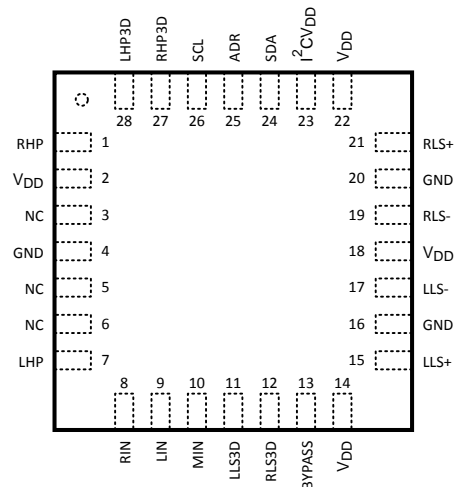 LHP3D RHP3D SCL ADR SDA I²CVDD VDD
28 27 26 25 24 23 22
RHP 1
VDD 2
NC 3
GND 4
NC 5
NC 6
LHP 7
21 RLS+
20 GND
19 RLS-
18 VDD
17 LLS-
16 GND
15 LLS+
8 9 10 11 12 13 14
RIN LIN MIN LLS3D RLS3D BYPASS VDD